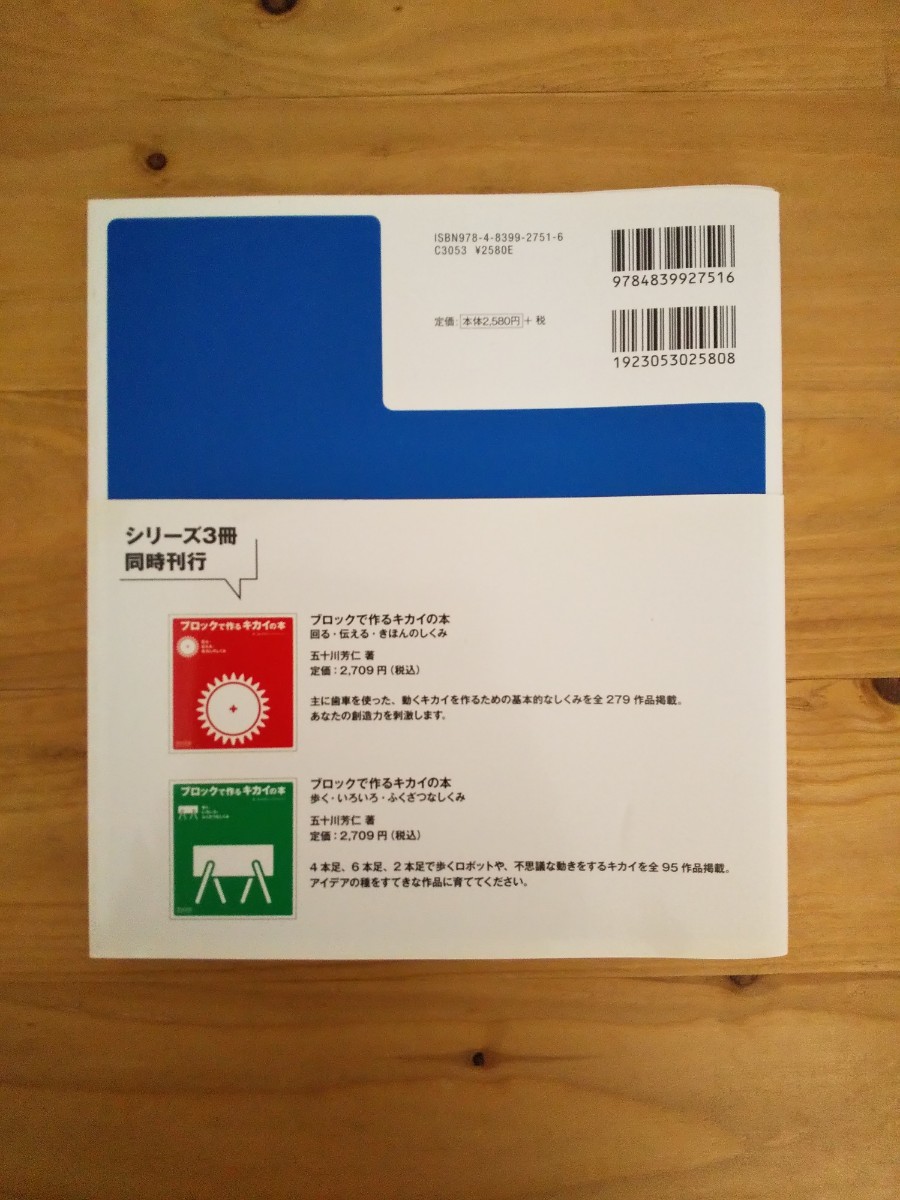 ISBN978-4-8399-2751-6
C3053 ¥2580E
9784839927516
定価:本体2,580円+税
1923053025808
シリーズ3冊
同時刊行
ブロックで作るキカイの本
ブロックで作るキカイの本
回る・伝える・きほんのしくみ
五十川芳仁 著
定価:2,709円(税込)
主に歯車を使った、動くキカイを作るための基本的なしくみを全279作品掲載。
あなたの創造力を刺激します。
ブロックで作るキカイの本
ブロックで作るキカイの本
歩く・いろいろ・ふくざつなしくみ
五十川芳仁 著
定価:2,709円(税込)
4本足、6本足、2本足で歩くロボットや、不思議な動きをするキカイを全95作品掲載。
アイデアの種をすてきな作品に育ててください。